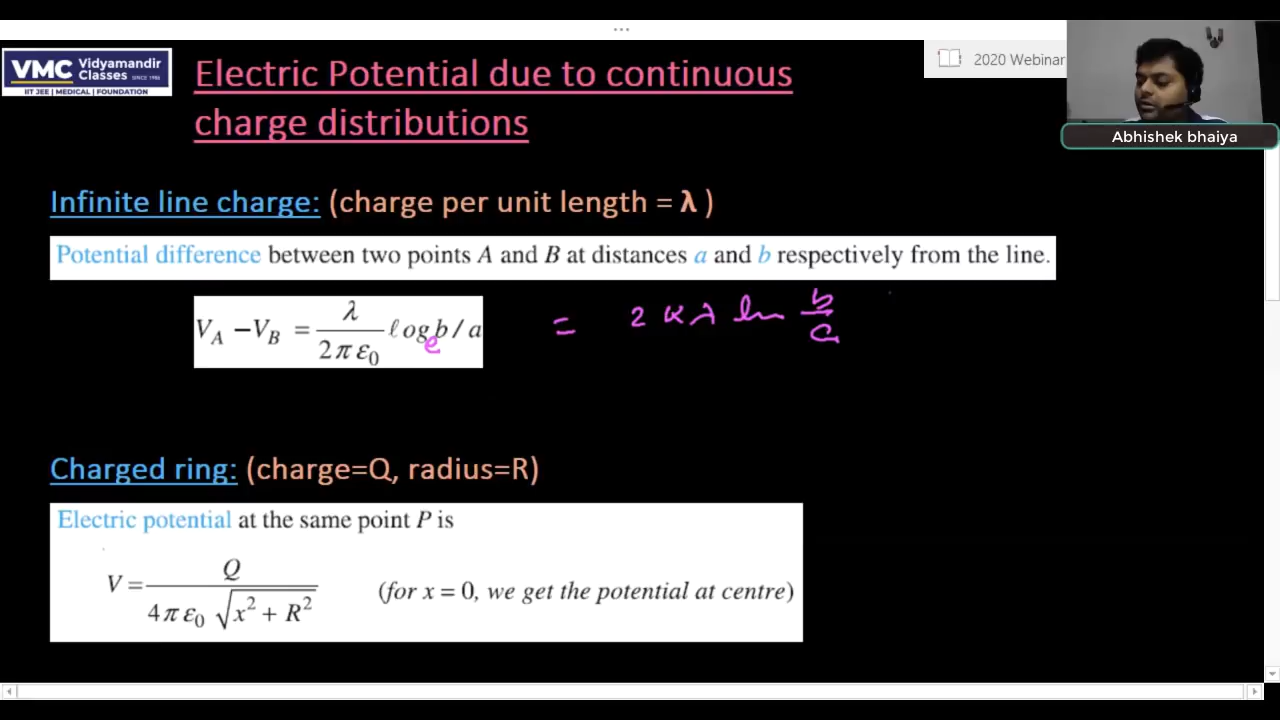 ...
VMC Vidyamandir Classes SINCE 1986
IIT JEE | MEDICAL | FOUNDATION
2020 Webinar
Abhishek bhaiya
Electric Potential due to continuous
charge distributions
Infinite line charge: (charge per unit length = λ )
Potential difference between two points A and B at distances a and b respectively from the line.
V_A − V_B = λ / 2πε₀ ℓog_e b / a = 2 K λ ln b/a
Charged ring: (charge=Q, radius=R)
Electric potential at the same point P is
V = Q / 4πε₀ √(x² + R²) (for x = 0, we get the potential at centre)